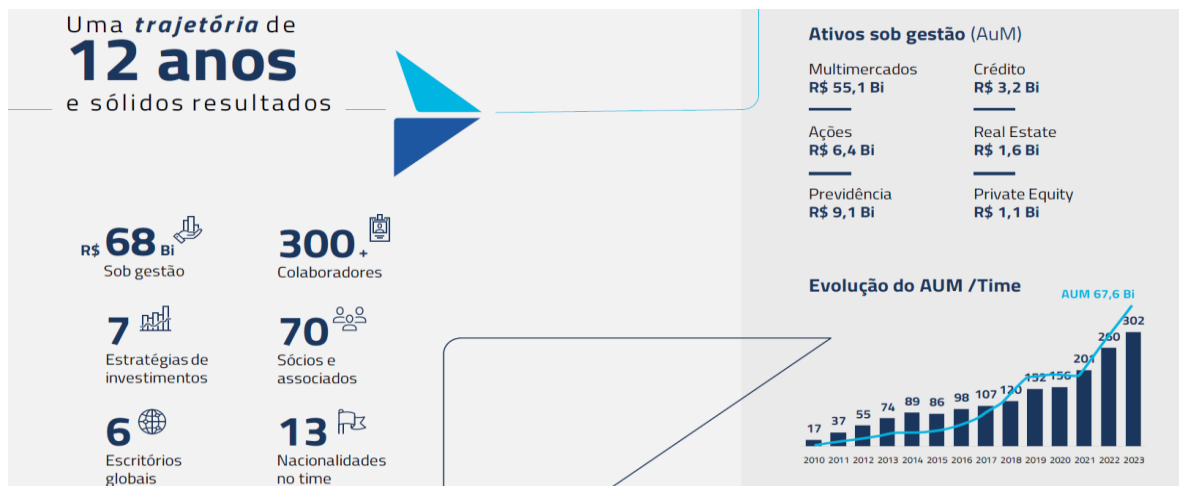 Uma trajetória de
12 anos
e sólidos resultados
R$ 68 Bi
Sob gestão
300 +
Colaboradores
7
Estratégias de
investimentos
70
Sócios e
associados
6
Escritórios
globais
13
Nacionalidades
no time
Ativos sob gestão (AuM)
Multimercados
R$ 55,1 Bi
Crédito
R$ 3,2 Bi
Ações
R$ 6,4 Bi
Real Estate
R$ 1,6 Bi
Previdência
R$ 9,1 Bi
Private Equity
R$ 1,1 Bi
Evolução do AUM /Time
AUM 67,6 Bi
17 37 55 74 89 86 98 107 120 152 156 201 260 302
2010 2011 2012 2013 2014 2015 2016 2017 2018 2019 2020 2021 2022 2023